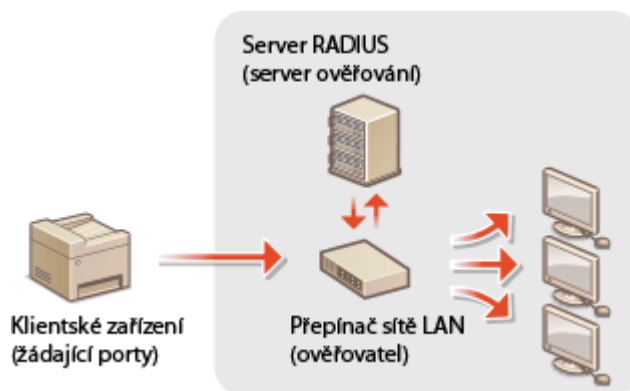 Server RADIUS
(server ověřování)
Klientské zařízení
(žádající porty)
Přepínač sítě LAN
(ověřovatel)